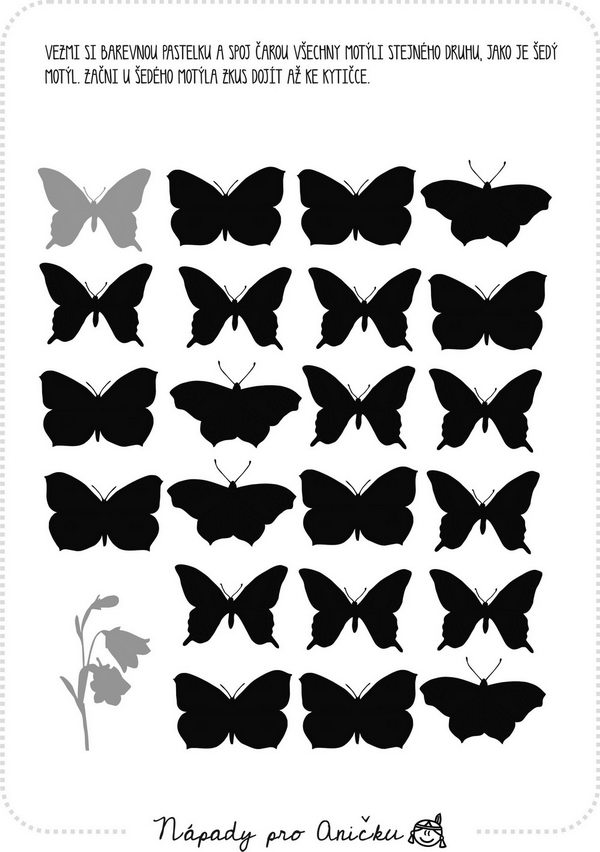 VEZMI SI BAREVNOU PASTELKU A SPOJ ČAROU VŠECHNY MOTÝLI STEJNÉHO DRUHU, JAKO JE ŠEDÝ
MOTÝL. ZAČNI U ŠEDÉHO MOTÝLA ZKUS DOJÍT AŽ KE KYTIČCE.
Nápady pro Aničku